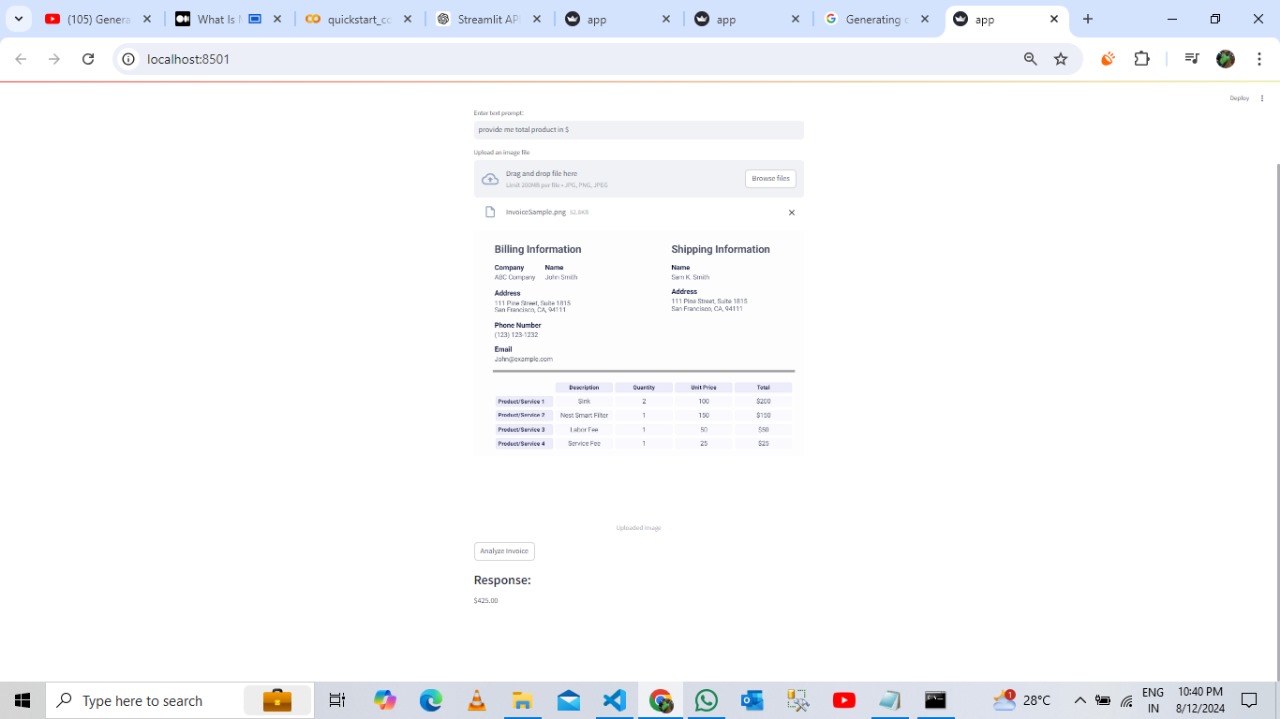 (105) Genera
What Is N
quickstart_cc
Streamlit AP
app
app
Generating c
app
localhost:8501
Deploy
Enter text prompt:
provide me total product in $
Upload an image file
Drag and drop file here
Limit 200MB per file • JPG, PNG, JPEG
Browse files
InvoiceSample.png 52.8KB
Billing Information Shipping Information
Company Name Name
ABC Company John Smith Sam K. Smith
Address Address
111 Pine Street, Suite 1815 111 Pine Street, Suite 1815
San Francisco, CA, 94111 San Francisco, CA, 94111
Phone Number
(123) 123-1232
Email
John@example.com
Description Quantity Unit Price Total
Product/Service 1 Sink 2 100 $200
Product/Service 2 Nest Smart Filter 1 150 $150
Product/Service 3 Labor Fee 1 50 $50
Product/Service 4 Service Fee 1 25 $25
Uploaded Image
Analyze Invoice
Response:
$425.00
Type here to search
1
28°C
ENG
IN
10:40 PM
8/12/2024